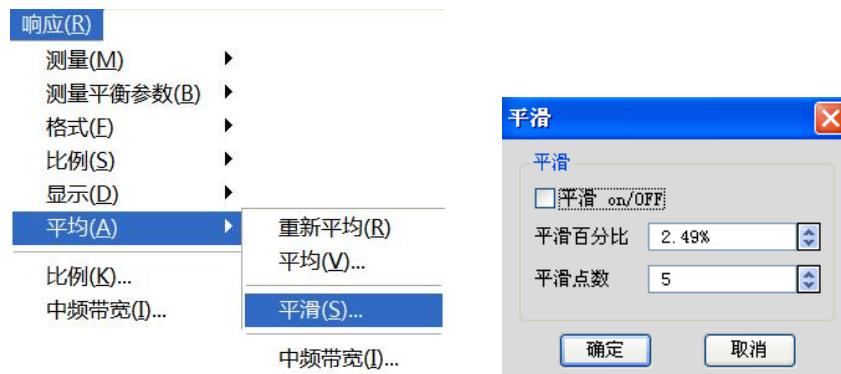 响应(R)
测量(M)
测量平衡参数(B)
格式(F)
比例(S)
显示(D)
平均(A)
比例(K)...
中频带宽(I)...
重新平均(R)
平均(V)...
平滑(S)...
中频带宽(I)...
平滑
平滑
平滑 on/OFF
平滑百分比 2.49%
平滑点数 5
确定 取消